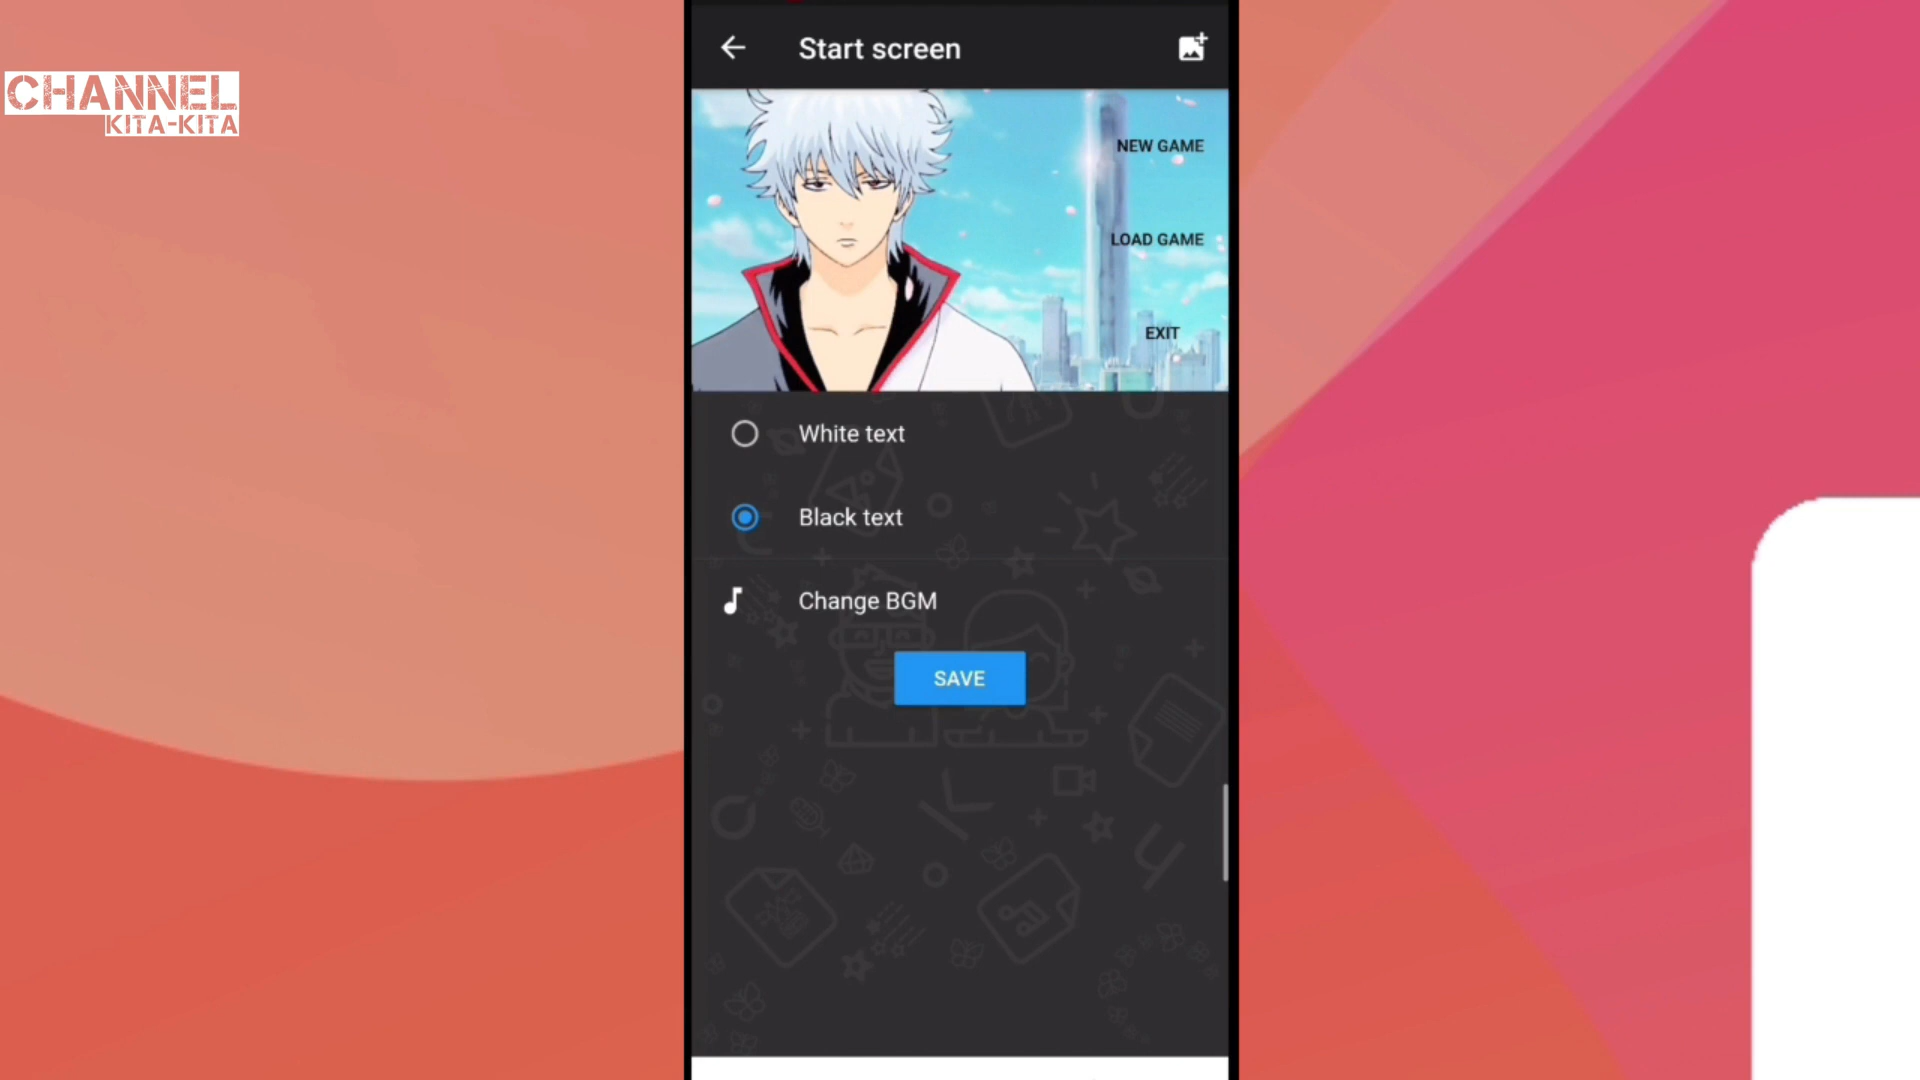 CHANNEL
KITA-KITA
Start screen
NEW GAME
LOAD GAME
EXIT
White text
Black text
Change BGM
SAVE